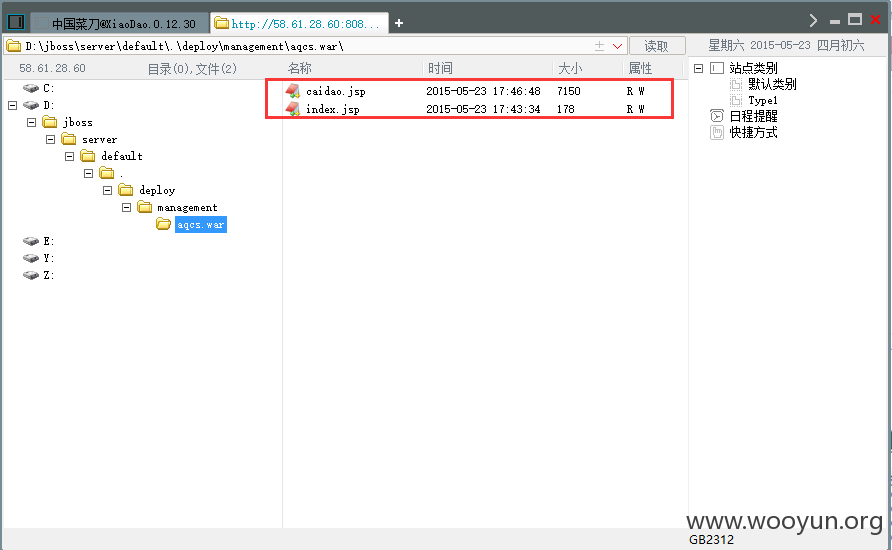 中国菜刀@XiaoDao.0.12.30
http://58.61.28.60:808...
D:\jboss\server\default\.\deploy\management\aqcs.war\
读取
星期六 2015-05-23 四月初六
58.61.28.60
目录(0),文件(2)
名称 时间 大小 属性
caidao.jsp 2015-05-23 17:46:48 7150 R W
index.jsp 2015-05-23 17:43:34 178 R W
C:
D:
jboss
server
default
.
deploy
management
aqcs.war
E:
Y:
Z:
站点类别
默认类别
Type1
日程提醒
快捷方式
www.wooyun.org
GB2312